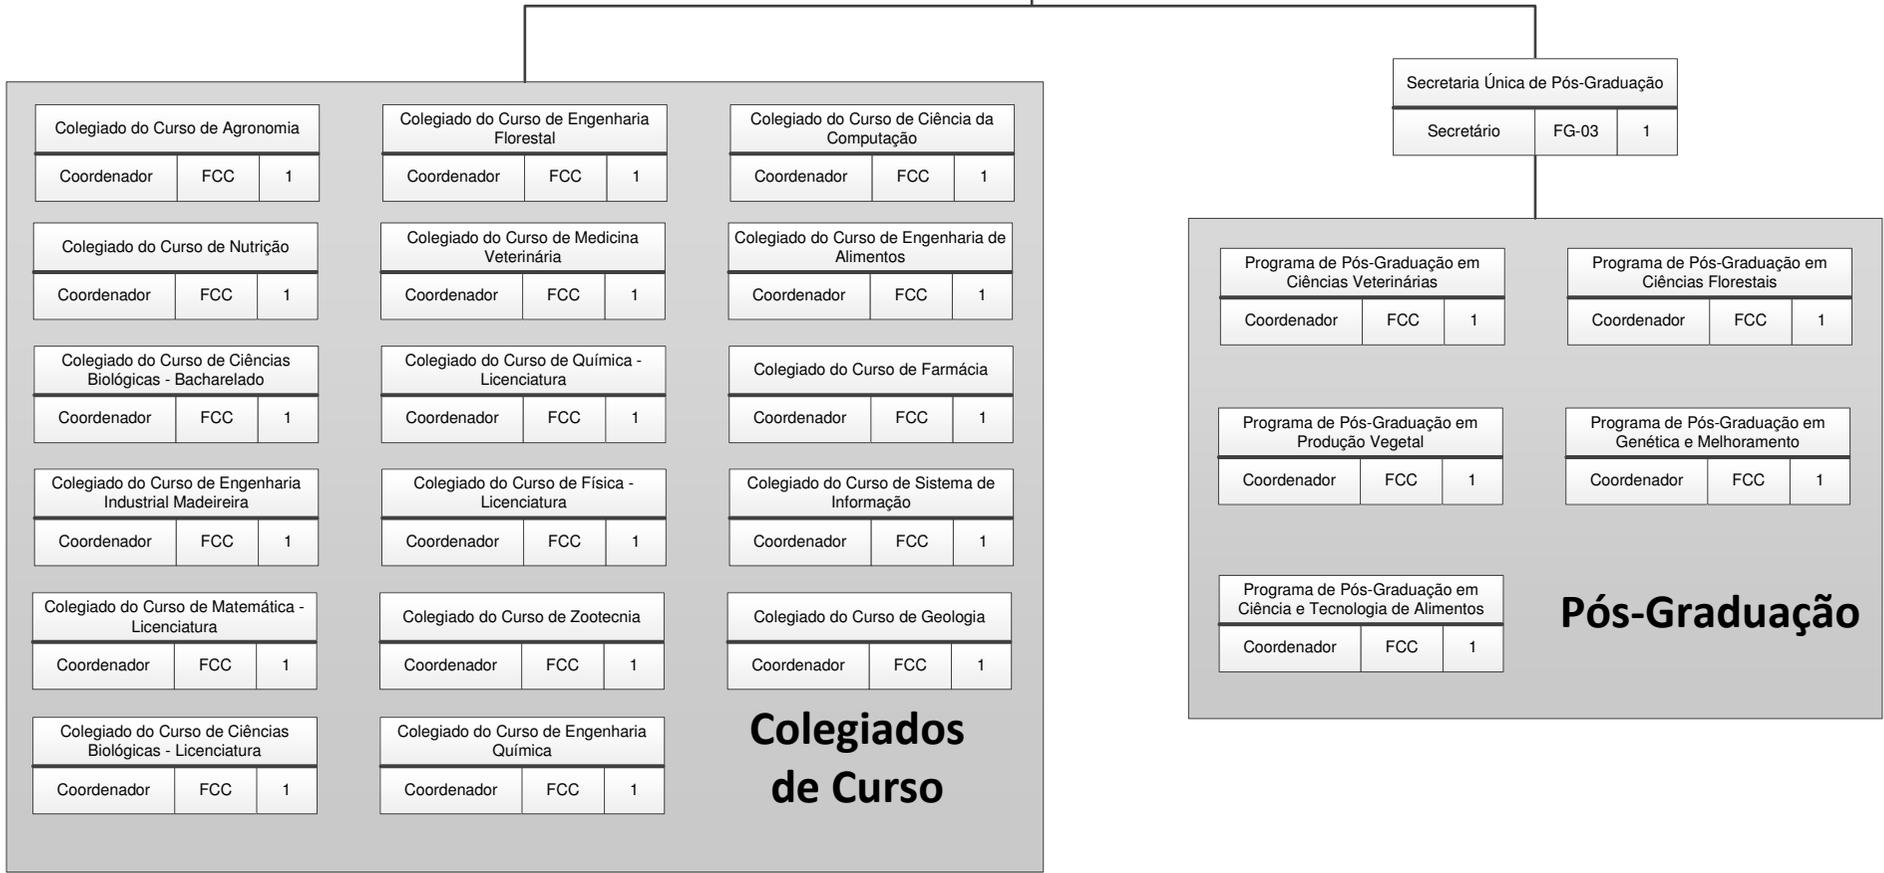 Secretaria Única de Pós-Graduação
Secretário FG-03 1
Colegiado do Curso de Agronomia
Coordenador FCC 1
Colegiado do Curso de Engenharia
Florestal
Coordenador FCC 1
Colegiado do Curso de Ciência da
Computação
Coordenador FCC 1
Colegiado do Curso de Nutrição
Coordenador FCC 1
Colegiado do Curso de Medicina
Veterinária
Coordenador FCC 1
Colegiado do Curso de Engenharia de
Alimentos
Coordenador FCC 1
Colegiado do Curso de Ciências
Biológicas - Bacharelado
Coordenador FCC 1
Colegiado do Curso de Química -
Licenciatura
Coordenador FCC 1
Colegiado do Curso de Farmácia
Coordenador FCC 1
Colegiado do Curso de Engenharia
Industrial Madeireira
Coordenador FCC 1
Colegiado do Curso de Física -
Licenciatura
Coordenador FCC 1
Colegiado do Curso de Sistema de
Informação
Coordenador FCC 1
Colegiado do Curso de Matemática -
Licenciatura
Coordenador FCC 1
Colegiado do Curso de Zootecnia
Coordenador FCC 1
Colegiado do Curso de Geologia
Coordenador FCC 1
Colegiado do Curso de Ciências
Biológicas - Licenciatura
Coordenador FCC 1
Colegiado do Curso de Engenharia
Química
Coordenador FCC 1
Colegiados
de Curso
Programa de Pós-Graduação em
Ciências Veterinárias
Coordenador FCC 1
Programa de Pós-Graduação em
Ciências Florestais
Coordenador FCC 1
Programa de Pós-Graduação em
Produção Vegetal
Coordenador FCC 1
Programa de Pós-Graduação em
Genética e Melhoramento
Coordenador FCC 1
Programa de Pós-Graduação em
Ciência e Tecnologia de Alimentos
Coordenador FCC 1
Pós-Graduação